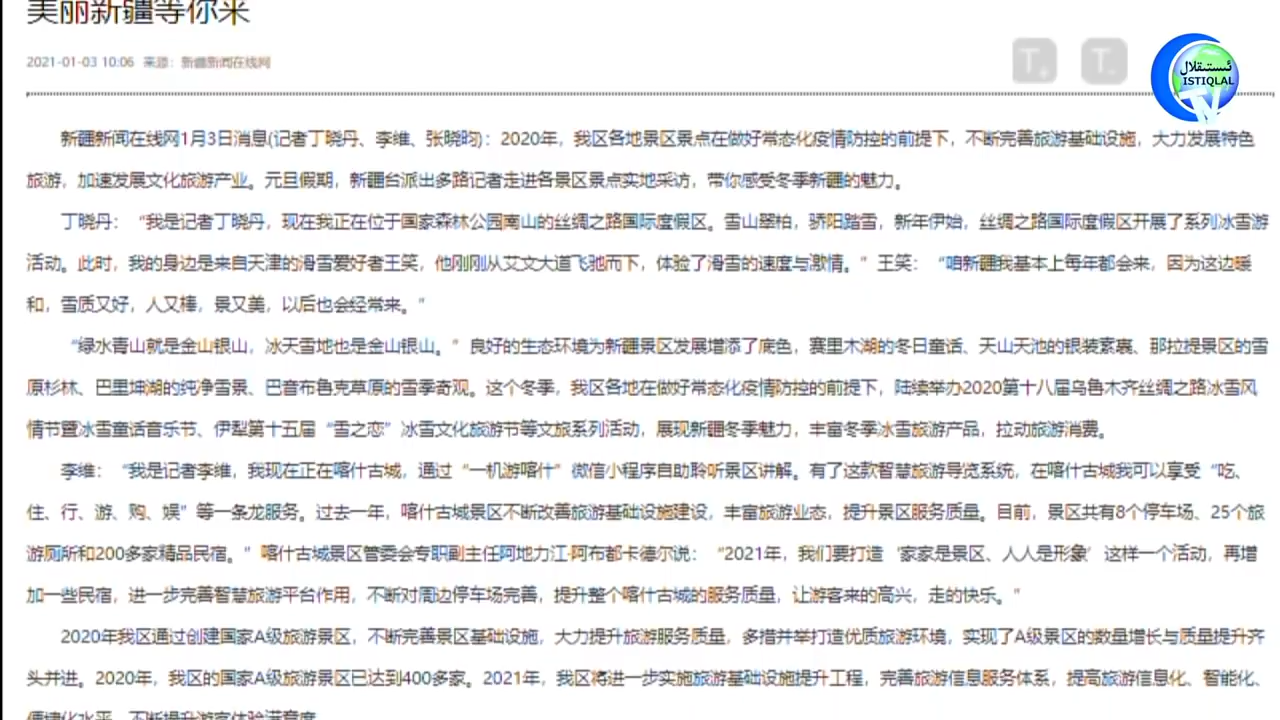 美丽新疆等你来
2021-01-03 10:06 来源：新疆新闻在线网
ئىستىقلال
ISTIQLAL
TV
新疆新闻在线网1月3日消息(记者丁晓丹、李维、张晓昀)：2020年，我区各地景区景点在做好常态化疫情防控的前提下，不断完善旅游基础设施，大力发展特色
旅游，加速发展文化旅游产业。元旦假期，新疆台派出多路记者走进各景区景点实地采访，带你感受冬季新疆的魅力。
丁晓丹：“我是记者丁晓丹，现在我正在位于国家森林公园南山的丝绸之路国际度假区。雪山翠柏，骄阳踏雪，新年伊始，丝绸之路国际度假区开展了系列冰雪游
活动。此时，我的身边是来自天津的滑雪爱好者王笑，他刚刚从艾文大道飞驰而下，体验了滑雪的速度与激情。”王笑：“咱新疆我基本上每年都会来，因为这边暖
和，雪质又好，人又棒，景又美，以后也会经常来。”
“绿水青山就是金山银山，冰天雪地也是金山银山。”良好的生态环境为新疆景区发展增添了底色，赛里木湖的冬日童话、天山天池的银装素裹、那拉提景区的雪
原杉林、巴里坤湖的纯净雪景、巴音布鲁克草原的雪季奇观。这个冬季，我区各地在做好常态化疫情防控的前提下，陆续举办2020第十八届乌鲁木齐丝绸之路冰雪风
情节暨冰雪童话音乐节、伊犁第十五届“雪之恋”冰雪文化旅游节等文旅系列活动，展现新疆冬季魅力，丰富冬季冰雪旅游产品，拉动旅游消费。
李维：“我是记者李维，我现在正在喀什古城，通过“一机游喀什”微信小程序自助聆听景区讲解。有了这款智慧旅游导览系统，在喀什古城我可以享受“吃、
住、行、游、购、娱”等一条龙服务。过去一年，喀什古城景区不断改善旅游基础设施建设，丰富旅游业态，提升景区服务质量。目前，景区共有8个停车场、25个旅
游厕所和200多家精品民宿。”喀什古城景区管委会专职副主任阿地力江·阿布都卡德尔说：“2021年，我们要打造‘家家是景区、人人是形象’这样一个活动，再增
加一些民宿，进一步完善智慧旅游平台作用，不断对周边停车场完善，提升整个喀什古城的服务质量，让游客来的高兴，走的快乐。”
2020年我区通过创建国家A级旅游景区，不断完善景区基础设施，大力提升旅游服务质量，多措并举打造优质旅游环境，实现了A级景区的数量增长与质量提升齐
头并进。2020年，我区的国家A级旅游景区已达到400多家。2021年，我区将进一步实施旅游基础设施提升工程，完善旅游信息服务体系，提高旅游信息化、智能化、
便捷化水平，不断提升游客体验满意度